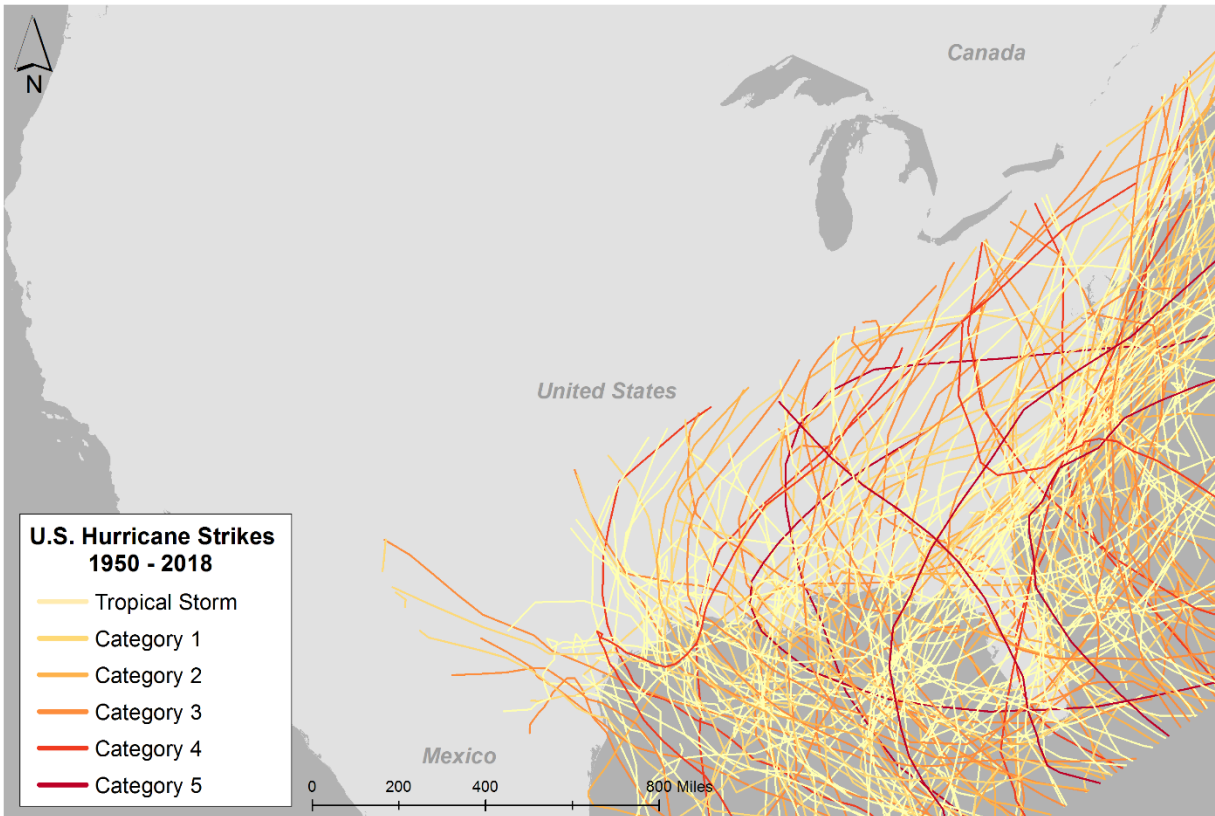 N
Canada
United States
Mexico
U.S. Hurricane Strikes
1950 - 2018
Tropical Storm
Category 1
Category 2
Category 3
Category 4
Category 5
0 200 400 800 Miles